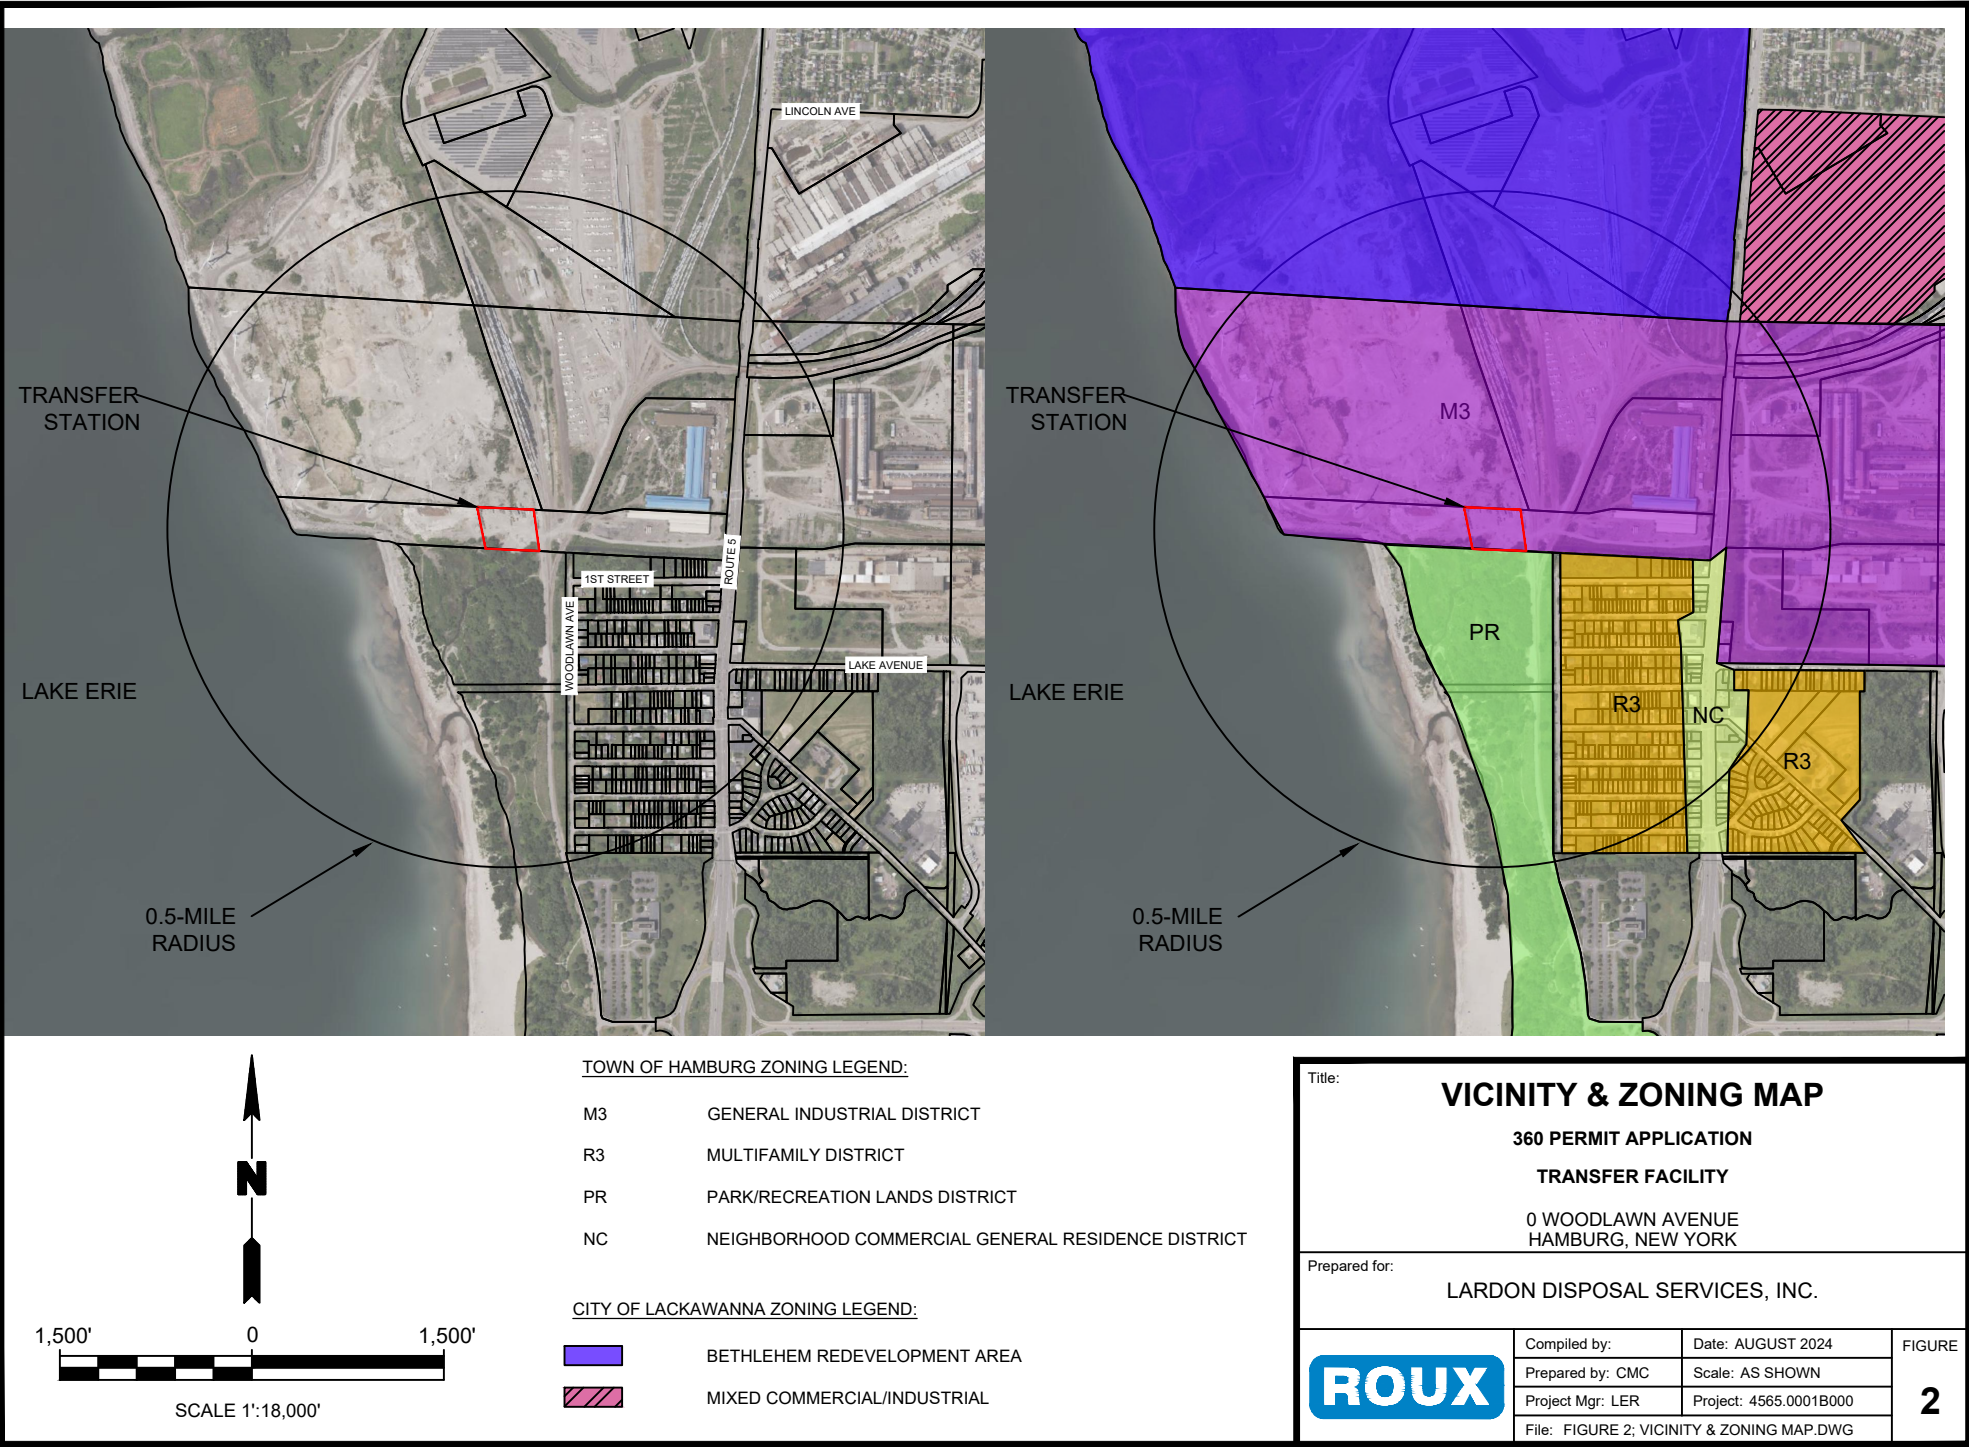 LINCOLN AVE
TRANSFER
STATION
1ST STREET
ROUTE 5
WOODLAWN AVE
LAKE AVENUE
LAKE ERIE
0.5-MILE
RADIUS
TRANSFER
STATION
M3
PR
LAKE ERIE
R3
NC
R3
0.5-MILE
RADIUS
N
1,500' 0 1,500'
SCALE 1':18,000'
TOWN OF HAMBURG ZONING LEGEND:
M3 GENERAL INDUSTRIAL DISTRICT
R3 MULTIFAMILY DISTRICT
PR PARK/RECREATION LANDS DISTRICT
NC NEIGHBORHOOD COMMERCIAL GENERAL RESIDENCE DISTRICT
CITY OF LACKAWANNA ZONING LEGEND:
BETHLEHEM REDEVELOPMENT AREA
MIXED COMMERCIAL/INDUSTRIAL
Title:
VICINITY & ZONING MAP
360 PERMIT APPLICATION
TRANSFER FACILITY
0 WOODLAWN AVENUE
HAMBURG, NEW YORK
Prepared for:
LARDON DISPOSAL SERVICES, INC.
ROUX
Compiled by: Date: AUGUST 2024
Prepared by: CMC Scale: AS SHOWN
Project Mgr: LER Project: 4565.0001B000
File: FIGURE 2; VICINITY & ZONING MAP.DWG
FIGURE
2